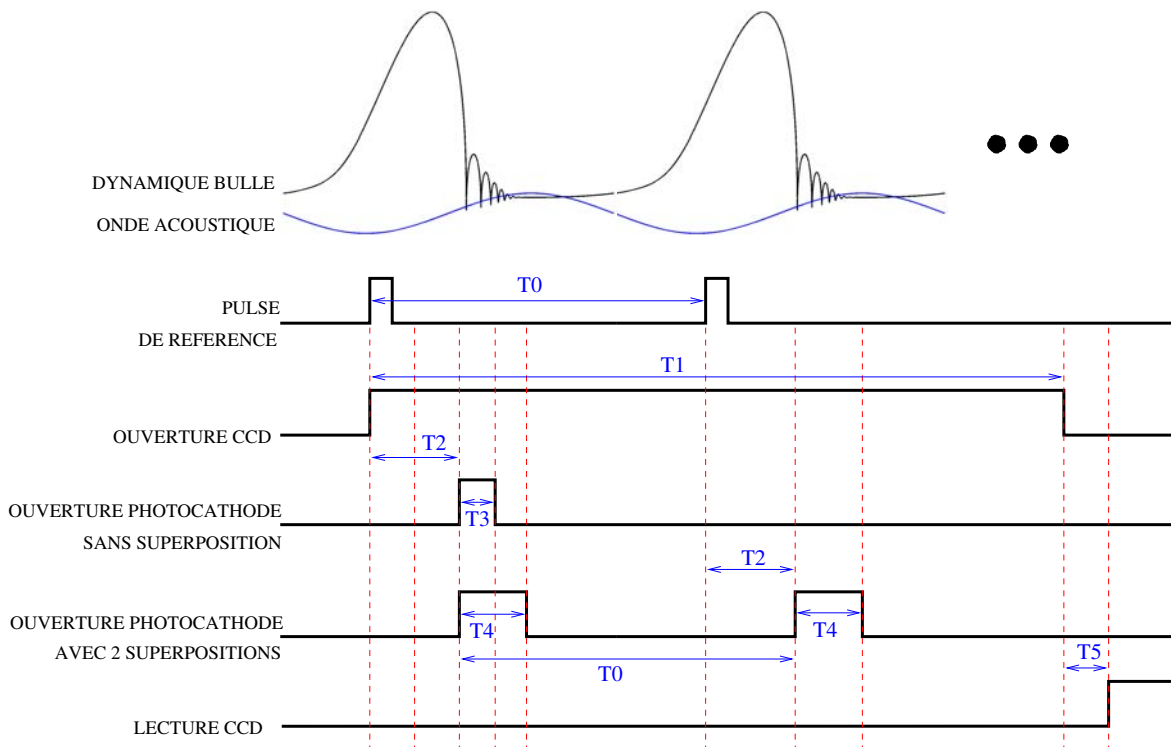 DYNAMIQUE BULLE
ONDE ACOUSTIQUE
T0
PULSE
DE REFERENCE
T1
OUVERTURE CCD
T2
OUVERTURE PHOTOCATHODE
T3
SANS SUPERPOSITION
T2
OUVERTURE PHOTOCATHODE
T4
T4
AVEC 2 SUPERPOSITIONS
T0
T5
LECTURE CCD